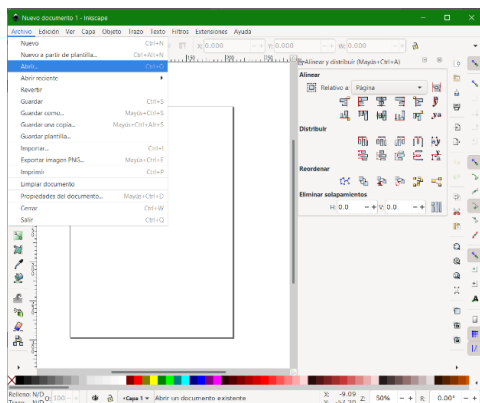 Nuevo documento 1 - Inkscape
Archivo Edición Ver Capa Objeto Trazo Texto Filtros Extensiones Ayuda
Nuevo Ctrl+N
Nuevo a partir de plantilla... Ctrl+Alt+N
Abrir... Ctrl+O
Abrir reciente
Revertir
Guardar Ctrl+S
Guardar como... Mayús+Ctrl+S
Guardar una copia... Mayús+Ctrl+Alt+S
Guardar plantilla...
Importar... Ctrl+I
Exportar imagen PNG... Mayús+Ctrl+E
Imprimir Ctrl+P
Limpiar documento
Propiedades del documento... Mayús+Ctrl+D
Cerrar Ctrl+W
Salir Ctrl+Q
X: 0.000 Y: 0.000 W: 0.000
Alinear y distribuir (Mayús+Ctrl+A)
Alinear
Relativo a: Página
Distribuir
Reordenar
Eliminar solapamientos
H: 0.0 - + V: 0.0 - +
Relleno: N/D
Trazo: N/D
O: 100
Capa 1
Abrir un documento existente
X: -9.09
Z: 50% - + R: 0.00° - +